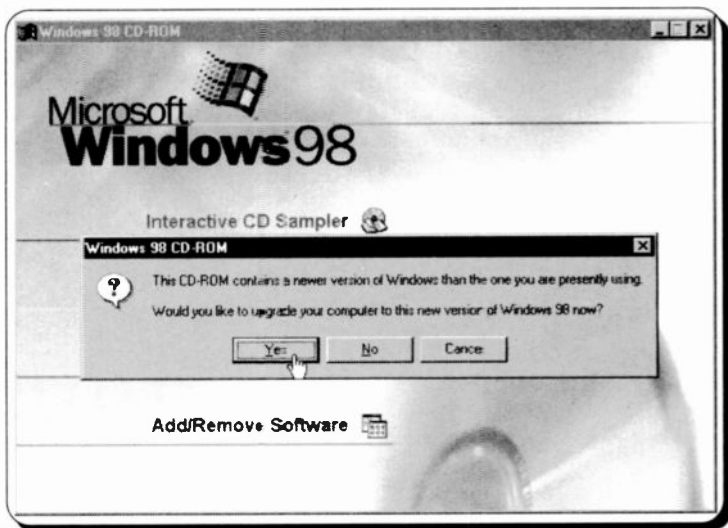 Windows 98 CD-ROM
Microsoft
Windows 98
Interactive CD Sampler
Windows 98 CD-ROM
This CD-ROM contains a newer version of Windows than the one you are presently using.
Would you like to upgrade your computer to this new version of Windows 98 now?
Yes No Cancel
Add/Remove Software